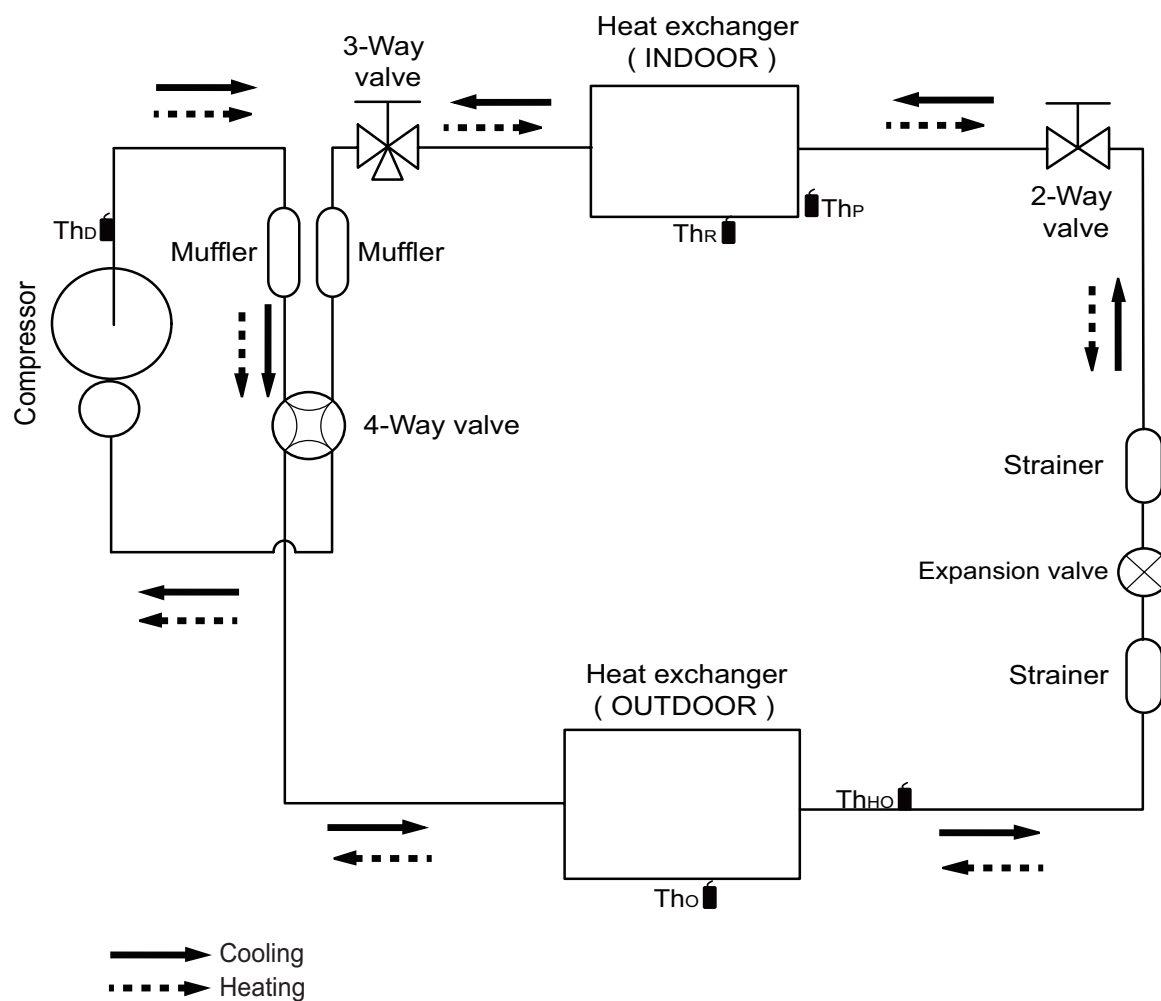 Heat exchanger
( INDOOR )
3-Way
valve
2-Way
valve
ThD
Muffler
Muffler
ThR
ThP
Compressor
4-Way valve
Strainer
Expansion valve
Strainer
Heat exchanger
( OUTDOOR )
ThHO
ThO
Cooling
Heating